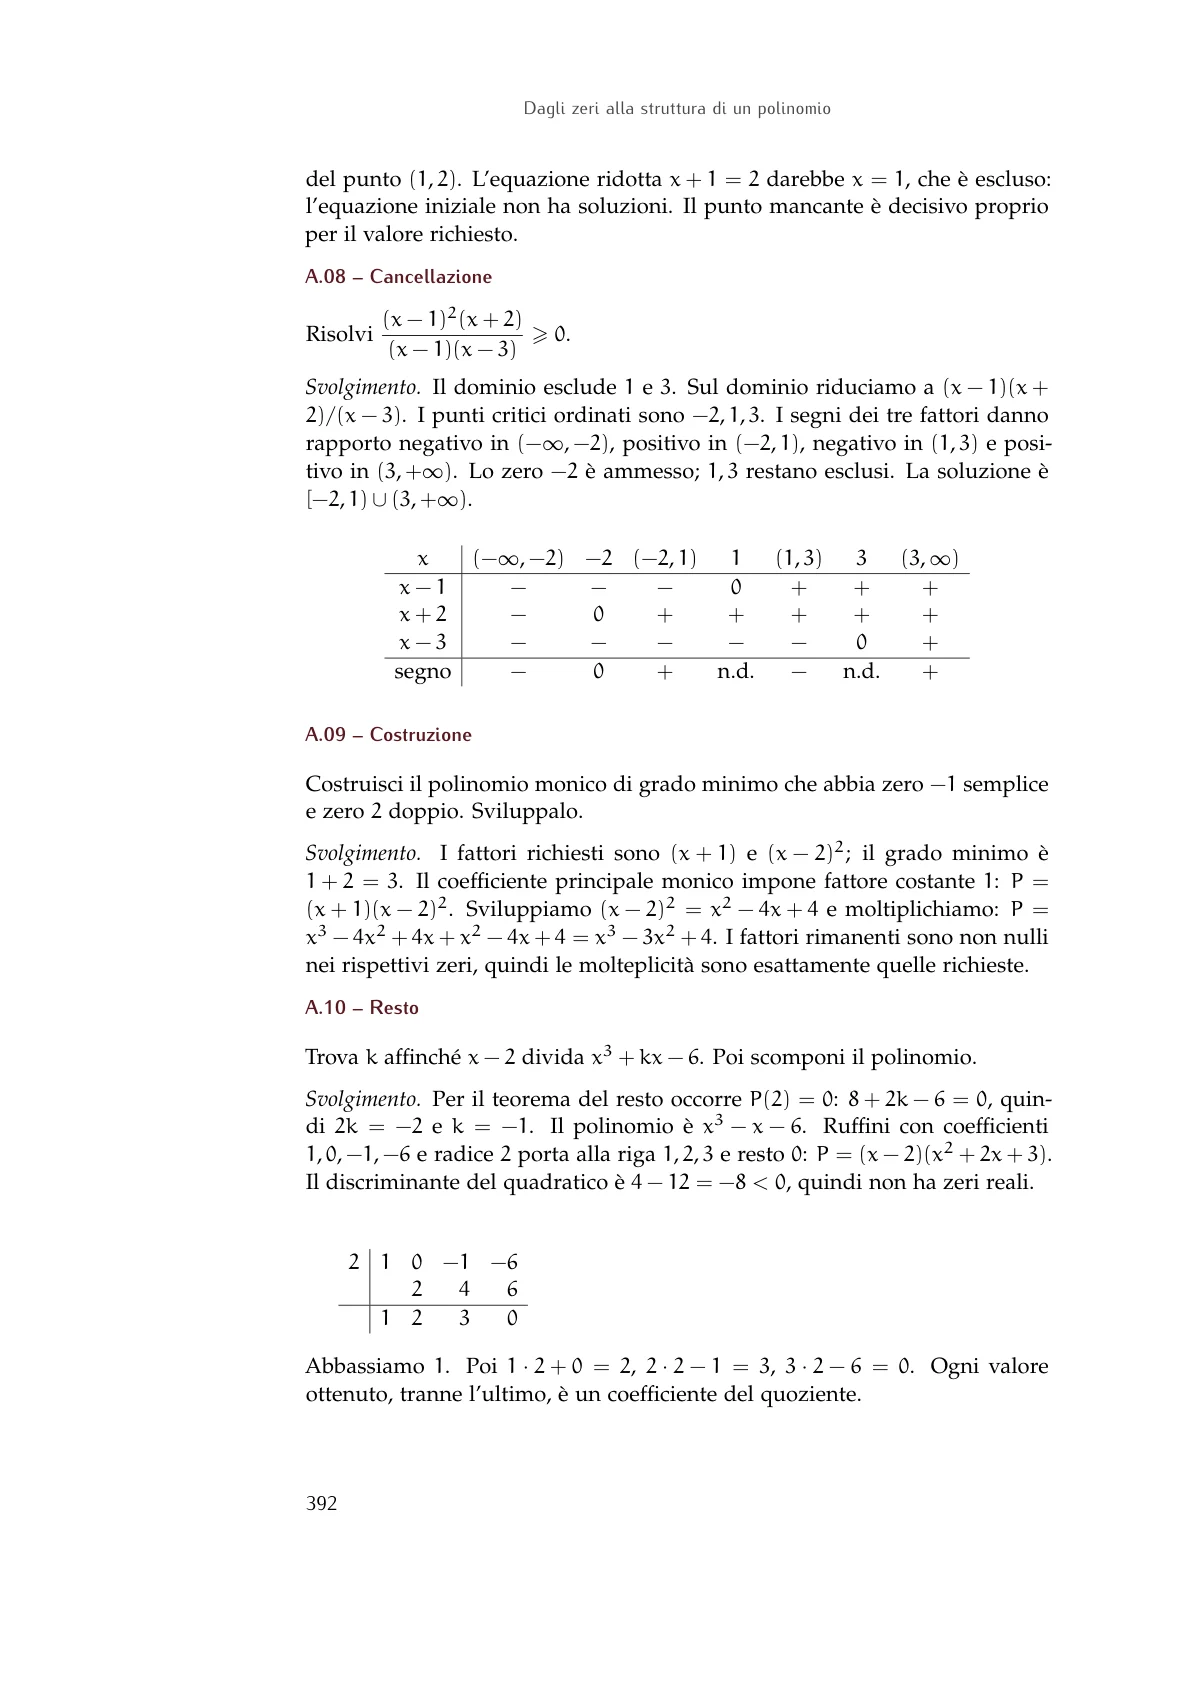 Dagli zeri alla struttura di un polinomio
del punto (1, 2). L'equazione ridotta x + 1 = 2 darebbe x = 1, che è escluso:
l'equazione iniziale non ha soluzioni. Il punto mancante è decisivo proprio
per il valore richiesto.
A.08 – Cancellazione
Risolvi \frac{(x − 1)^2(x + 2)}{(x − 1)(x − 3)} ⩾ 0.
Svolgimento. Il dominio esclude 1 e 3. Sul dominio riduciamo a (x − 1)(x +
2)/(x − 3). I punti critici ordinati sono −2, 1, 3. I segni dei tre fattori danno
rapporto negativo in (−∞, −2), positivo in (−2, 1), negativo in (1, 3) e posi-
tivo in (3, +∞). Lo zero −2 è ammesso; 1, 3 restano esclusi. La soluzione è
[−2, 1) ∪ (3, +∞).
x (−∞, −2) −2 (−2, 1) 1 (1, 3) 3 (3, ∞)
x − 1 − − − 0 + + +
x + 2 − 0 + + + + +
x − 3 − − − − − 0 +
segno − 0 + n.d. − n.d. +
A.09 – Costruzione
Costruisci il polinomio monico di grado minimo che abbia zero −1 semplice
e zero 2 doppio. Sviluppalo.
Svolgimento. I fattori richiesti sono (x + 1) e (x − 2)²; il grado minimo è
1 + 2 = 3. Il coefficiente principale monico impone fattore costante 1: P =
(x + 1)(x − 2)². Sviluppiamo (x − 2)² = x² − 4x + 4 e moltiplichiamo: P =
x³ − 4x² + 4x + x² − 4x + 4 = x³ − 3x² + 4. I fattori rimanenti sono non nulli
nei rispettivi zeri, quindi le molteplicità sono esattamente quelle richieste.
A.10 – Resto
Trova k affinché x − 2 divida x³ + kx − 6. Poi scomponi il polinomio.
Svolgimento. Per il teorema del resto occorre P(2) = 0: 8 + 2k − 6 = 0, quin-
di 2k = −2 e k = −1. Il polinomio è x³ − x − 6. Ruffini con coefficienti
1, 0, −1, −6 e radice 2 porta alla riga 1, 2, 3 e resto 0: P = (x − 2)(x² + 2x + 3).
Il discriminante del quadratico è 4 − 12 = −8 < 0, quindi non ha zeri reali.
2 1 0 −1 −6
2 4 6
1 2 3 0
Abbassiamo 1. Poi 1 · 2 + 0 = 2, 2 · 2 − 1 = 3, 3 · 2 − 6 = 0. Ogni valore
ottenuto, tranne l'ultimo, è un coefficiente del quoziente.
392